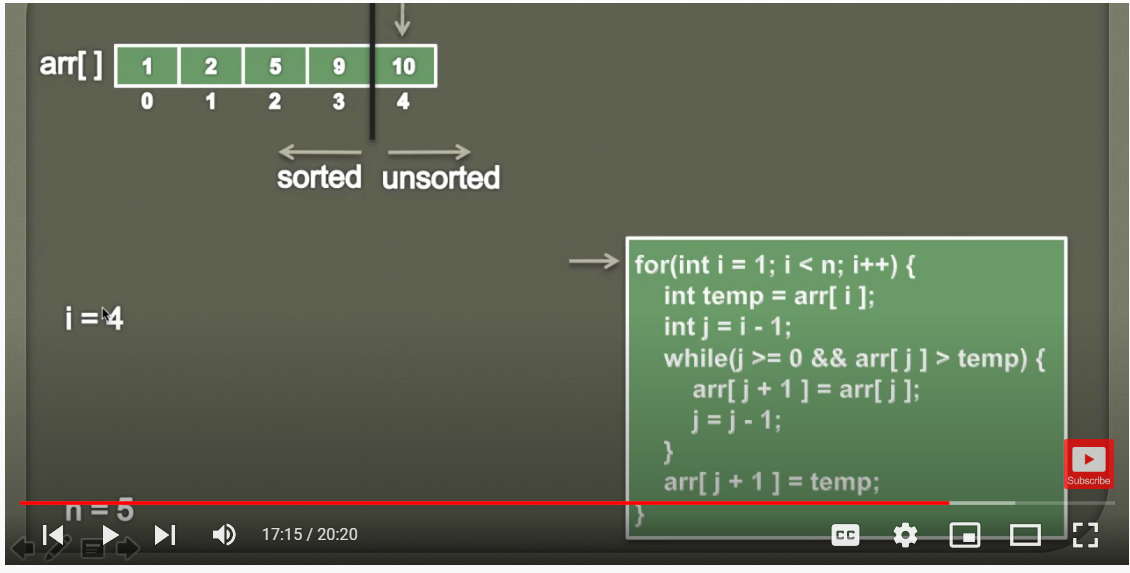 arr[ ] 1 2 5 9 10
0 1 2 3 4
sorted unsorted
i = 4
n = 5
for(int i = 1; i < n; i++) {
int temp = arr[ i ];
int j = i - 1;
while(j >= 0 && arr[ j ] > temp) {
arr[ j + 1 ] = arr[ j ];
j = j - 1;
}
arr[ j + 1 ] = temp;
}
Subscribe
17:15 / 20:20
CC